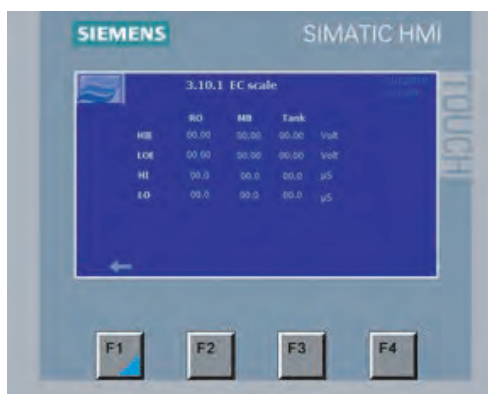 SIEMENS
SIMATIC HMI
TOUCH
3.10.1 EC scale
RO MB Tank
HIE 00.00 00.00 00.00 Volt
LOE 00.00 00.00 00.00 Volt
HI 00.0 00.0 00.0 µS
LO 00.0 00.0 00.0 µS
F1 F2 F3 F4